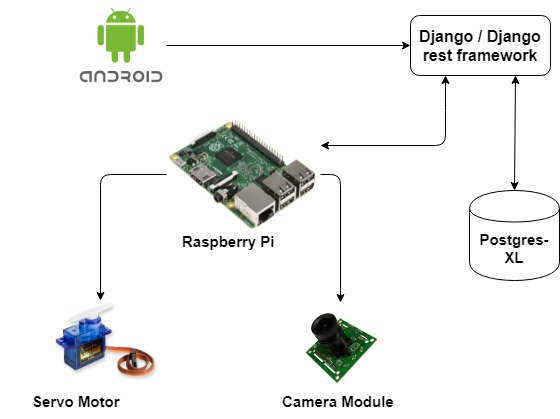 Django / Django
rest framework
ANDROID
Raspberry Pi
Postgres-
XL
Servo Motor
Camera Module